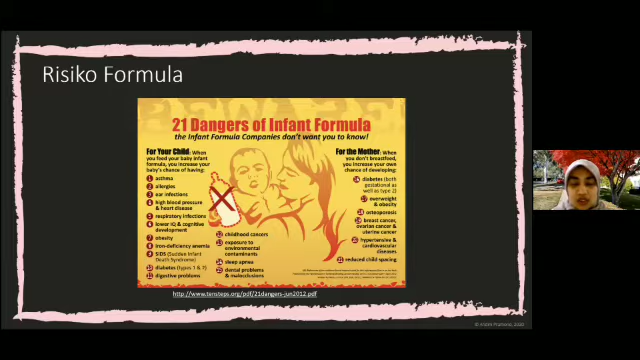 Risiko Formula
BEWARE
21 Dangers of Infant Formula
the Infant Formula Companies don't want you to know!
For Your Child: When
you feed your baby infant
formula, you increase your
baby's chance of having:
1 asthma
2 allergies
3 ear infections
4 high blood pressure
& heart disease
5 respiratory infections
6 lower IQ & cognitive
development
7 obesity
8 iron-deficiency anemia
9 SIDS (Sudden Infant
Death Syndrome)
10 diabetes (types 1 & 2)
11 digestive problems
12 childhood cancers
13 exposure to
environmental
contaminants
14 sleep apnea
15 dental problems
& malocclusions
For the Mother: When
you don't breastfeed, you
increase your own
chance of developing:
16 diabetes (both
gestational as
well as type 2)
17 overweight
& obesity
18 osteoporosis
19 breast cancer,
ovarian cancer &
uterine cancer
20 hypertensive &
cardiovascular
diseases
21 reduced child spacing
http://www.tensteps.org/pdf/21dangers-jun2012.pdf